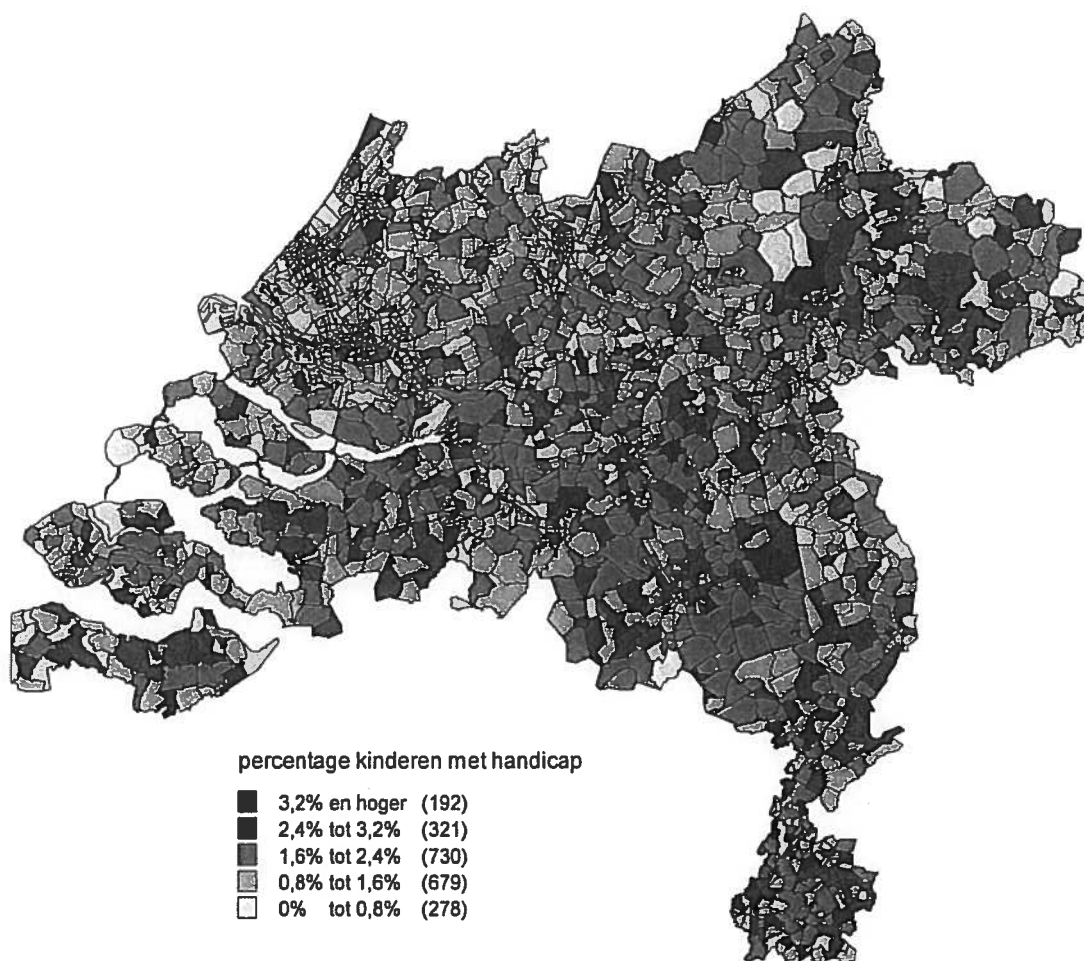 percentage kinderen met handicap
3,2% en hoger (192)
2,4% tot 3,2% (321)
1,6% tot 2,4% (730)
0,8% tot 1,6% (679)
0% tot 0,8% (278)